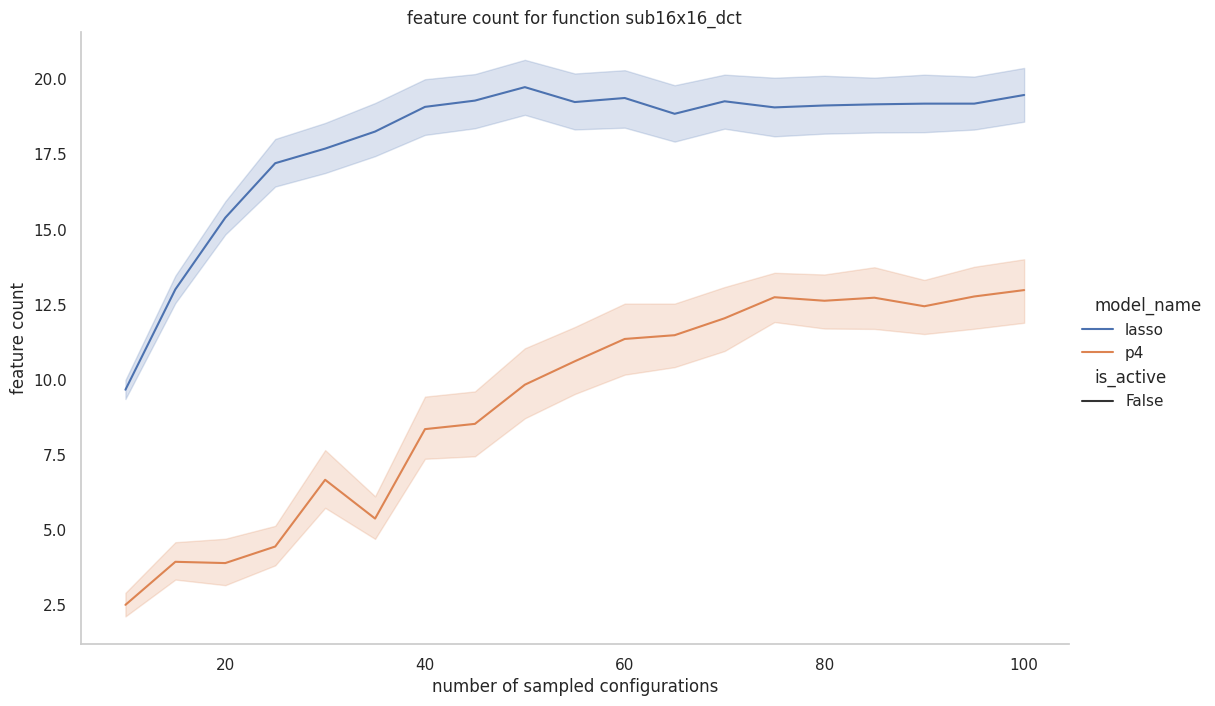 feature count for function sub16x16_dct
feature count
20.0
17.5
15.0
12.5
10.0
7.5
5.0
2.5
20
40
60
80
100
number of sampled configurations
model_name
lasso
p4
is_active
False